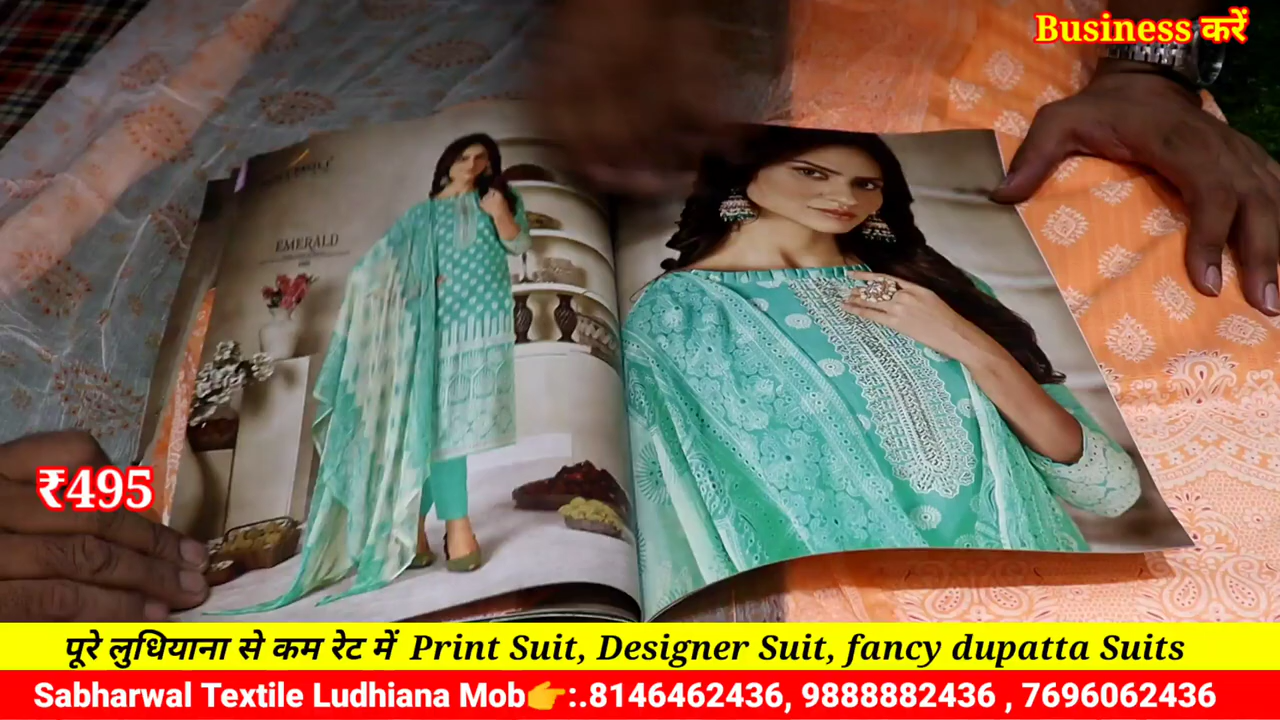 Business करें
EMERALD
₹495
पूरे लुधियाना से कम रेट में Print Suit, Designer Suit, fancy dupatta Suits
Sabharwal Textile Ludhiana Mob👉:.8146462436, 9888882436 , 7696062436